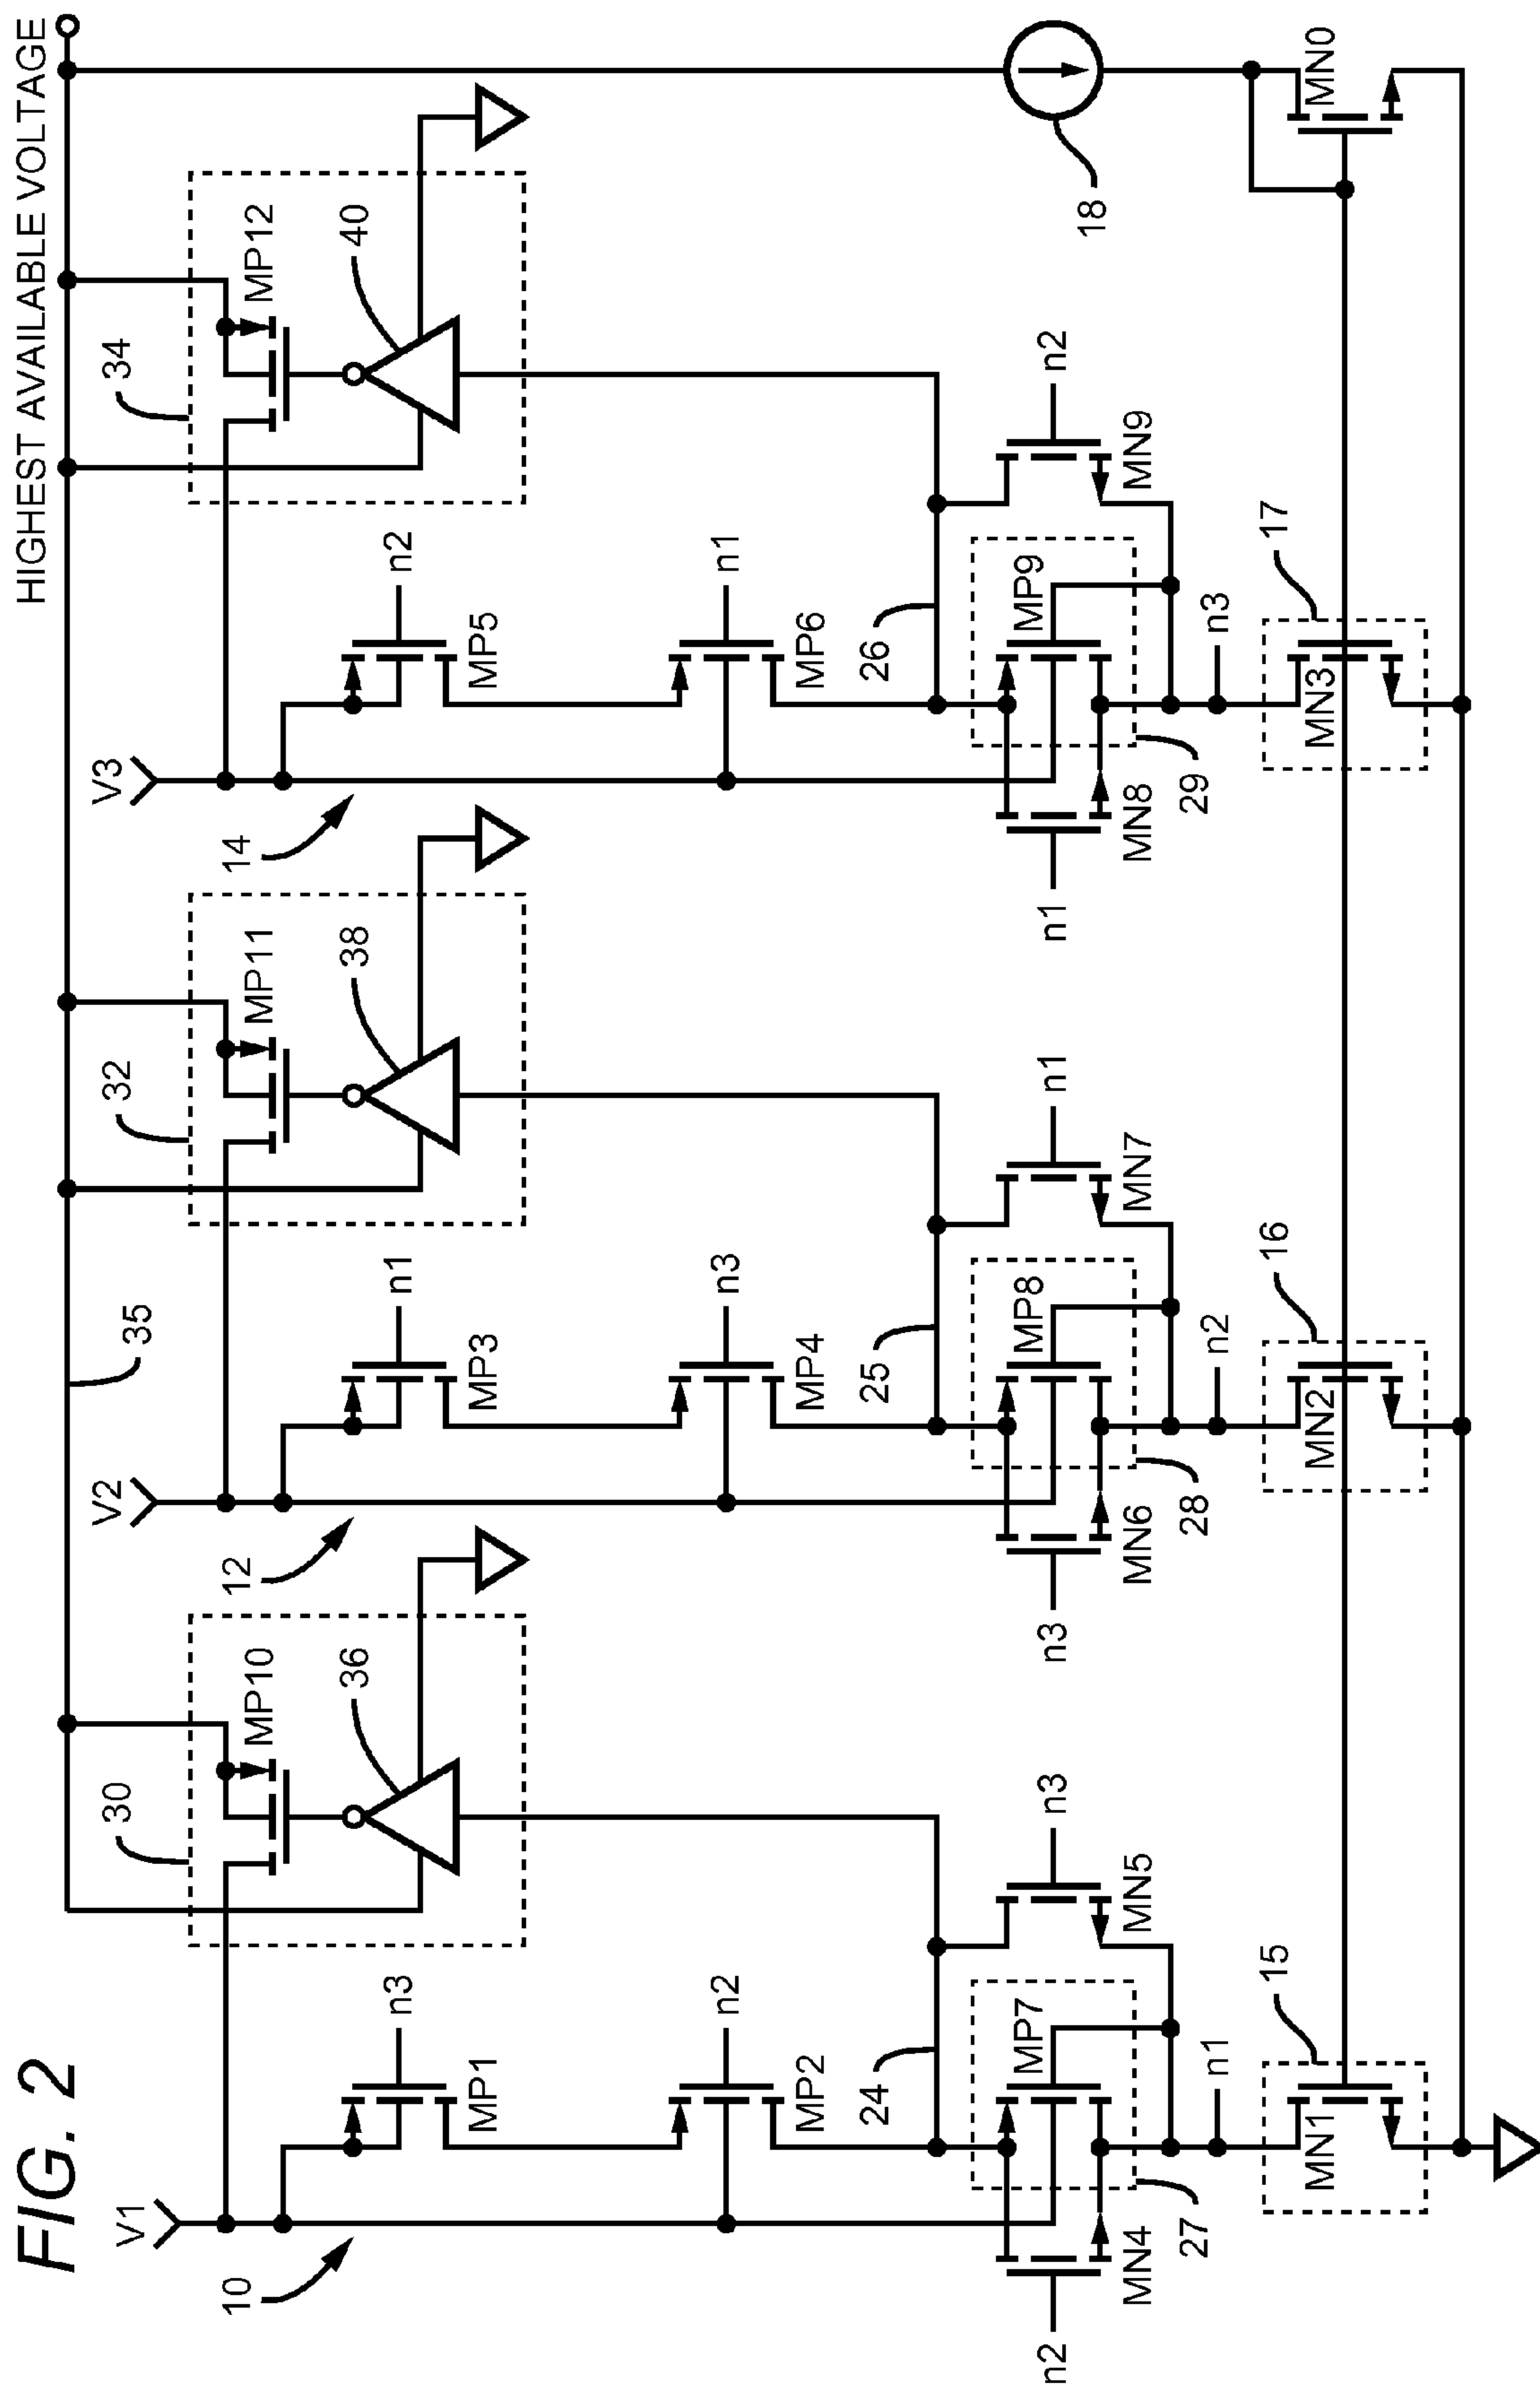 FIG. 2
HIGHEST AVAILABLE VOLTAGE
35
V1
V2
V3
30
MP10
36
32
MP11
38
34
MP12
40
10
12
14
n3
MP1
n1
MP3
n2
MP5
n2
MP2
n3
MP4
n1
MP6
24
25
26
n2
MN4
MP7
27
MN5
n3
n3
MN6
MP8
28
MN7
n1
n1
MN8
MP9
29
MN9
n2
18
n1
n2
n3
15
MN1
16
MN2
17
MN3
MN0